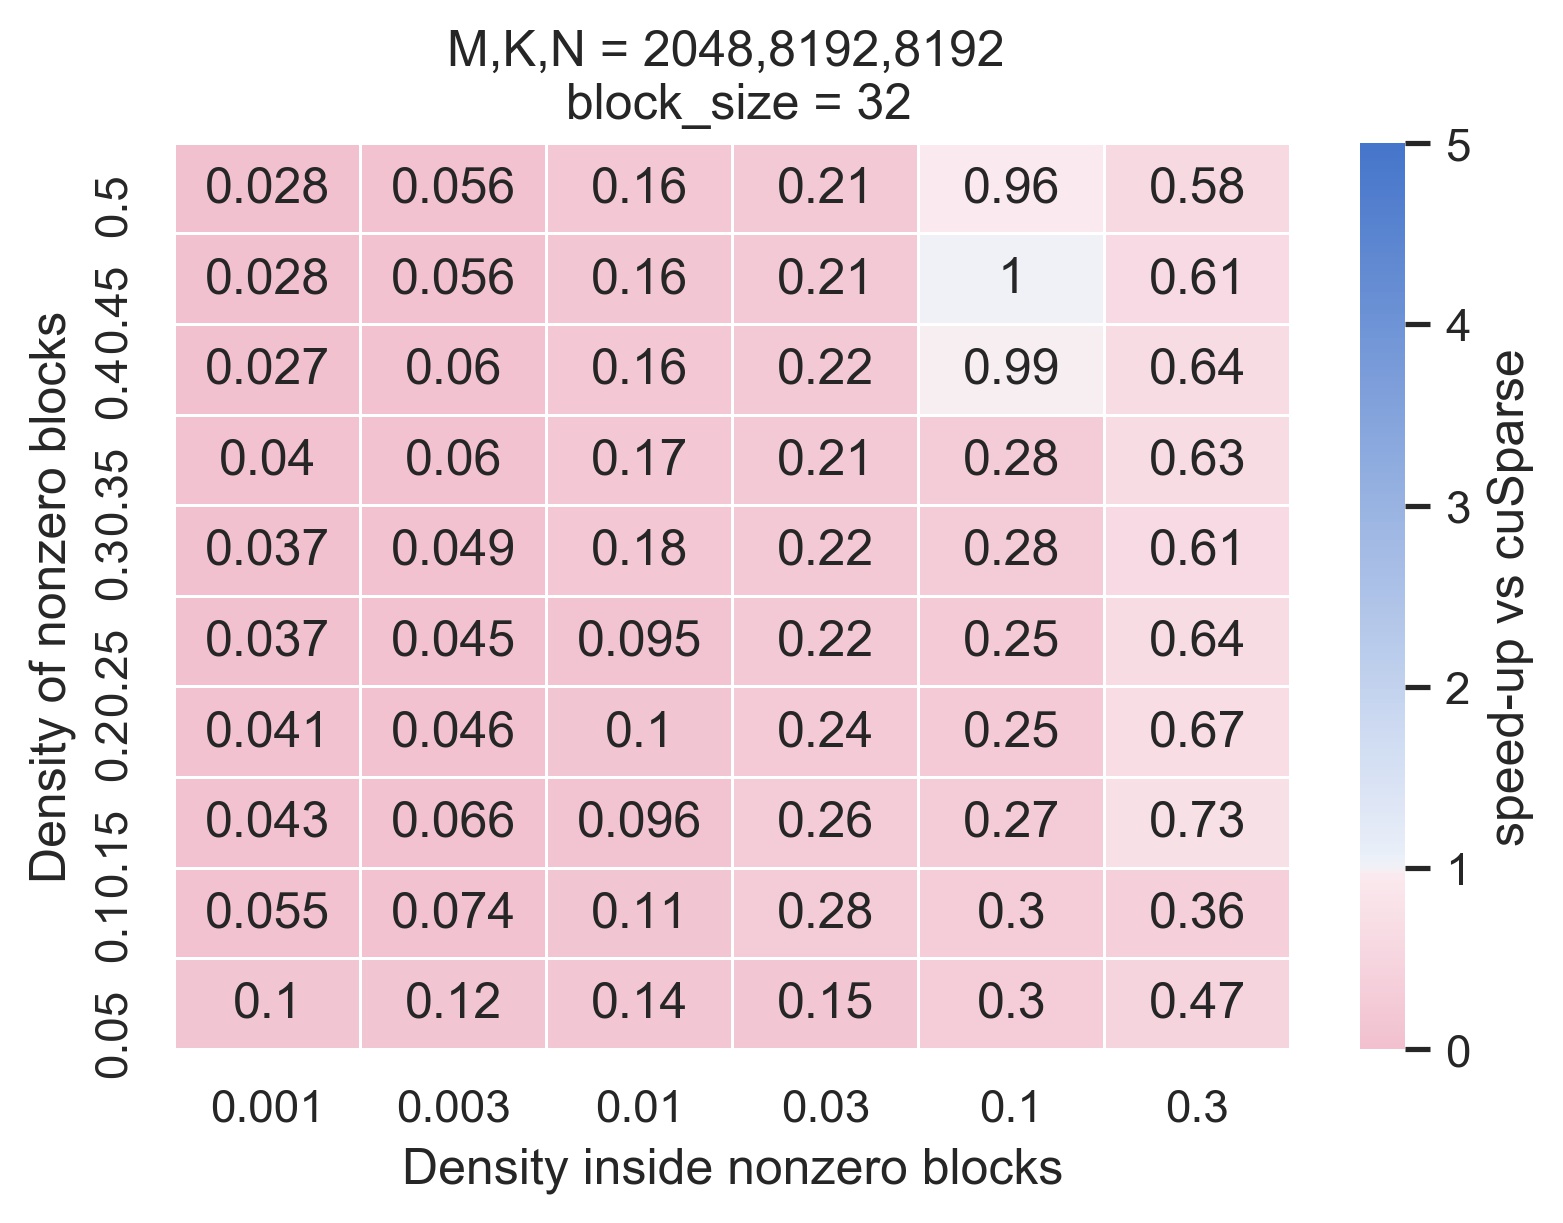 M,K,N = 2048,8192,8192
block_size = 32
Density of nonzero blocks
0.5 0.028 0.056 0.16 0.21 0.96 0.58
0.45 0.028 0.056 0.16 0.21 1 0.61
0.4 0.027 0.06 0.16 0.22 0.99 0.64
0.35 0.04 0.06 0.17 0.21 0.28 0.63
0.3 0.037 0.049 0.18 0.22 0.28 0.61
0.25 0.037 0.045 0.095 0.22 0.25 0.64
0.2 0.041 0.046 0.1 0.24 0.25 0.67
0.15 0.043 0.066 0.096 0.26 0.27 0.73
0.1 0.055 0.074 0.11 0.28 0.3 0.36
0.05 0.1 0.12 0.14 0.15 0.3 0.47
0.001 0.003 0.01 0.03 0.1 0.3
Density inside nonzero blocks
5
4
3
2
1
0
speed-up vs cuSparse